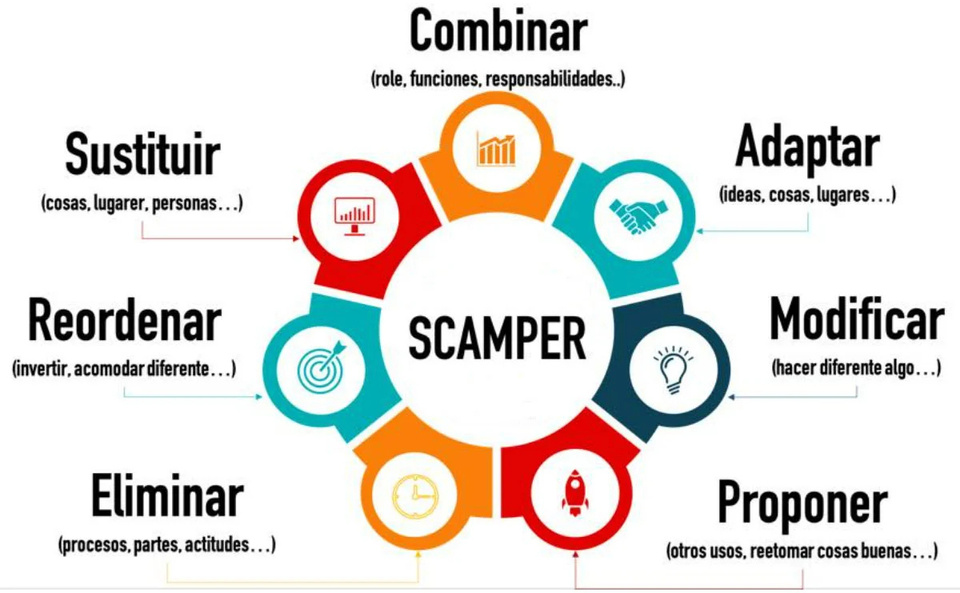 Combinar
(role, funciones, responsabilidades..)
Sustituir
(cosas, lugarer, personas...)
Adaptar
(ideas, cosas, lugares...)
Reordenar
(invertir, acomodar diferente...)
SCAMPER
Modificar
(hacer diferente algo...)
Eliminar
(procesos, partes, actitudes...)
Proponer
(otros usos, reetomar cosas buenas...)